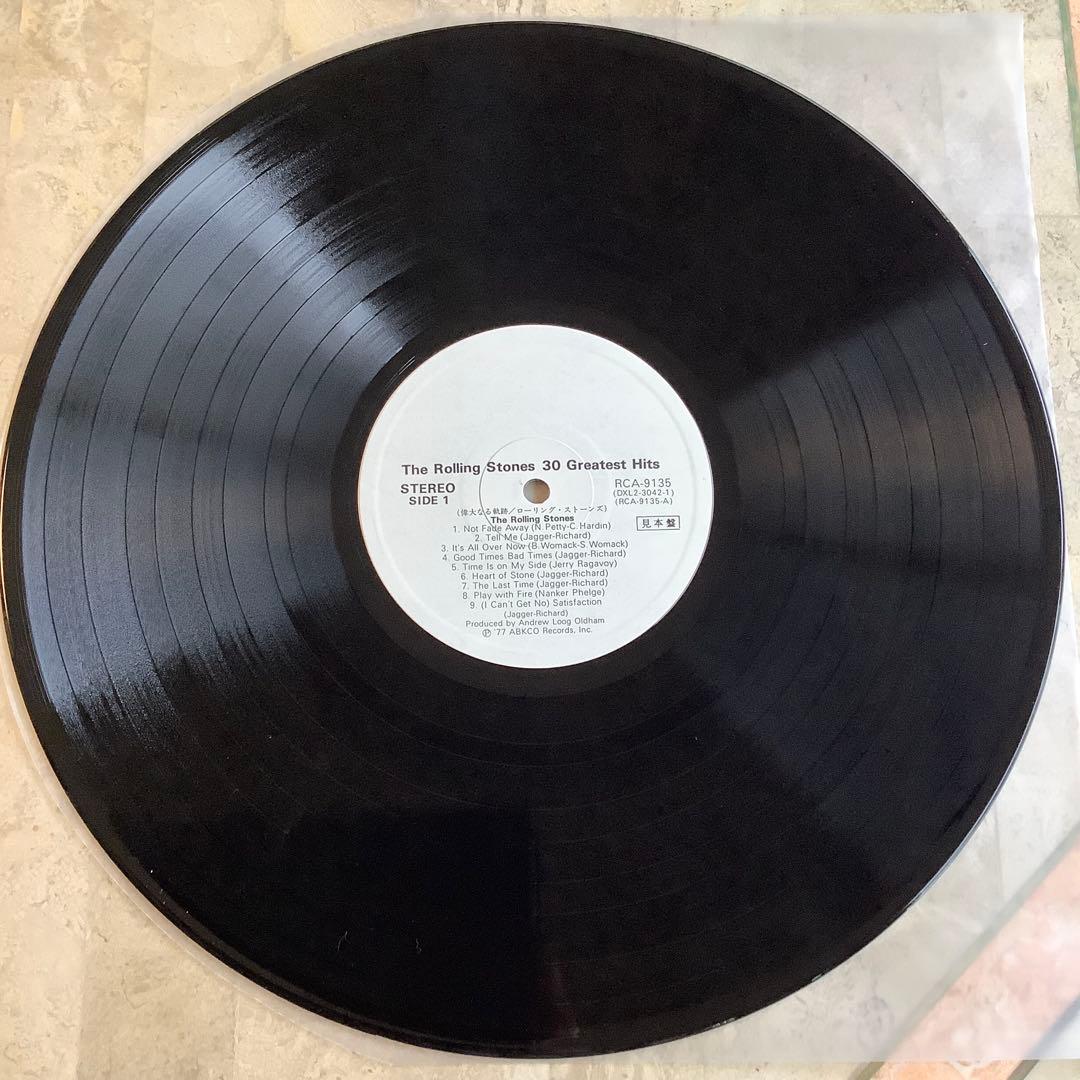 The Rolling Stones 30 Greatest Hits
STEREO
SIDE 1
RCA-9135
(DXL2-3042-1)
(RCA-9135-A)
(偉大なる軌跡/ローリング・ストーンズ)
見本盤
The Rolling Stones
1. Not Fade Away (N. Petty-C. Hardin)
2. Tell Me (Jagger-Richard)
3. It's All Over Now (B. Womack-S. Womack)
4. Good Times Bad Times (Jagger-Richard)
5. Time Is on My Side (Jerry Ragavoy)
6. Heart of Stone (Jagger-Richard)
7. The Last Time (Jagger-Richard)
8. Play with Fire (Nanker Phelge)
9. (I Can't Get No) Satisfaction
(Jagger-Richard)
Produced by Andrew Loog Oldham
℗ '77 ABKCO Records, Inc.